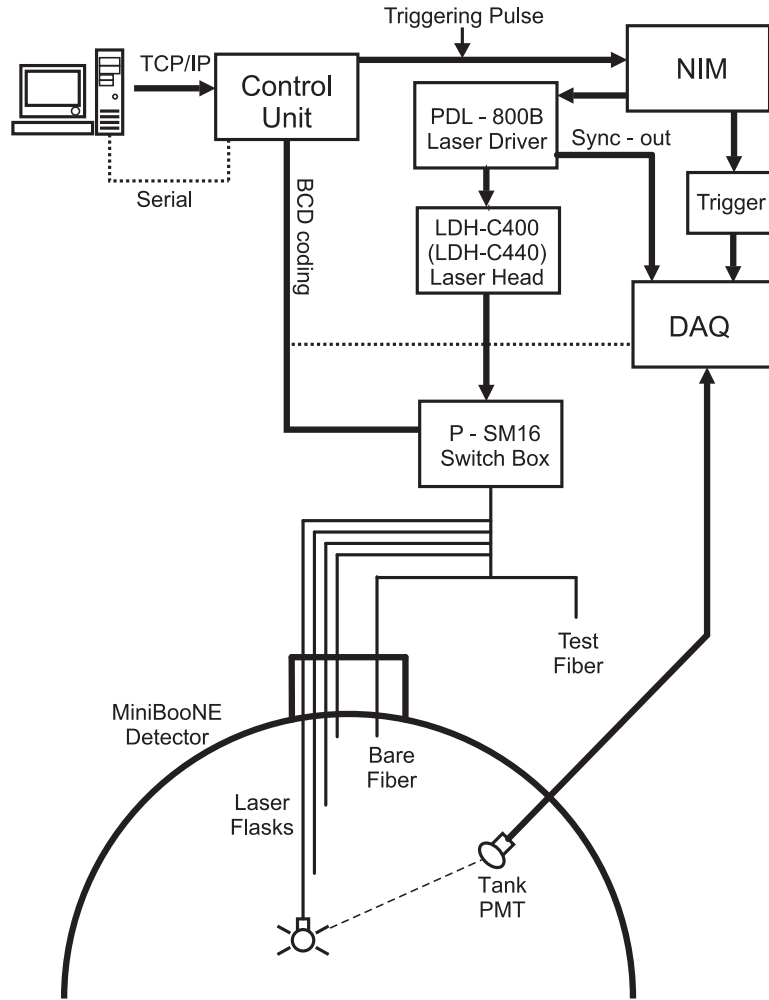 Triggering Pulse
TCP/IP
Control
Unit
NIM
PDL - 800B
Laser Driver
Sync - out
Serial
BCD coding
Trigger
LDH-C400
(LDH-C440)
Laser Head
DAQ
P - SM16
Switch Box
Test
Fiber
MiniBooNE
Detector
Bare
Fiber
Laser
Flasks
Tank
PMT